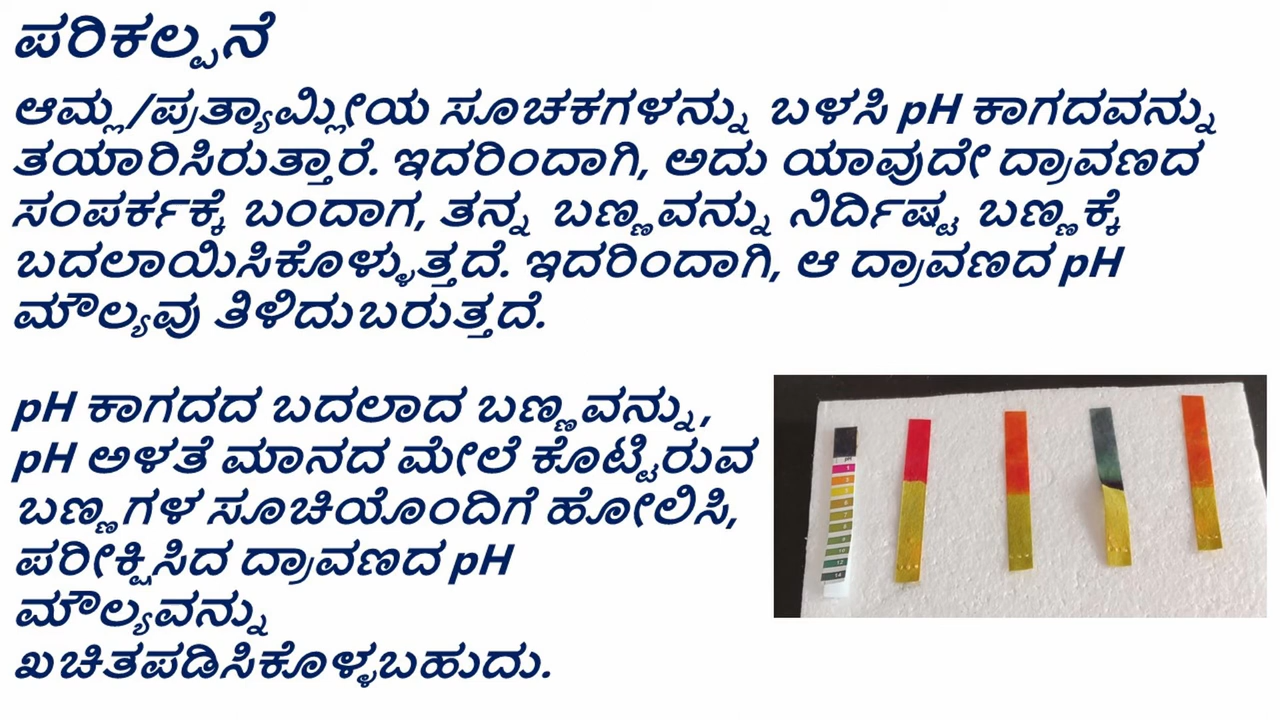 ಪರಿಕಲ್ಪನೆ
ಆಮ್ಲ/ಪ್ರತ್ಯಾಮ್ಲೀಯ ಸೂಚಕಗಳನ್ನು ಬಳಸಿ pH ಕಾಗದವನ್ನು
ತಯಾರಿಸಿರುತ್ತಾರೆ. ಇದರಿಂದಾಗಿ, ಅದು ಯಾವುದೇ ದ್ರಾವಣದ
ಸಂಪರ್ಕಕ್ಕೆ ಬಂದಾಗ, ತನ್ನ ಬಣ್ಣವನ್ನು ನಿರ್ದಿಷ್ಟ ಬಣ್ಣಕ್ಕೆ
ಬದಲಾಯಿಸಿಕೊಳ್ಳುತ್ತದೆ. ಇದರಿಂದಾಗಿ, ಆ ದ್ರಾವಣದ pH
ಮೌಲ್ಯವು ತಿಳಿದುಬರುತ್ತದೆ.
pH ಕಾಗದದ ಬದಲಾದ ಬಣ್ಣವನ್ನು,
pH ಅಳತೆ ಮಾನದ ಮೇಲೆ ಕೊಟ್ಟಿರುವ
ಬಣ್ಣಗಳ ಸೂಚಿಯೊಂದಿಗೆ ಹೋಲಿಸಿ,
ಪರೀಕ್ಷಿಸಿದ ದ್ರಾವಣದ pH
ಮೌಲ್ಯವನ್ನು
ಖಚಿತಪಡಿಸಿಕೊಳ್ಳಬಹುದು.